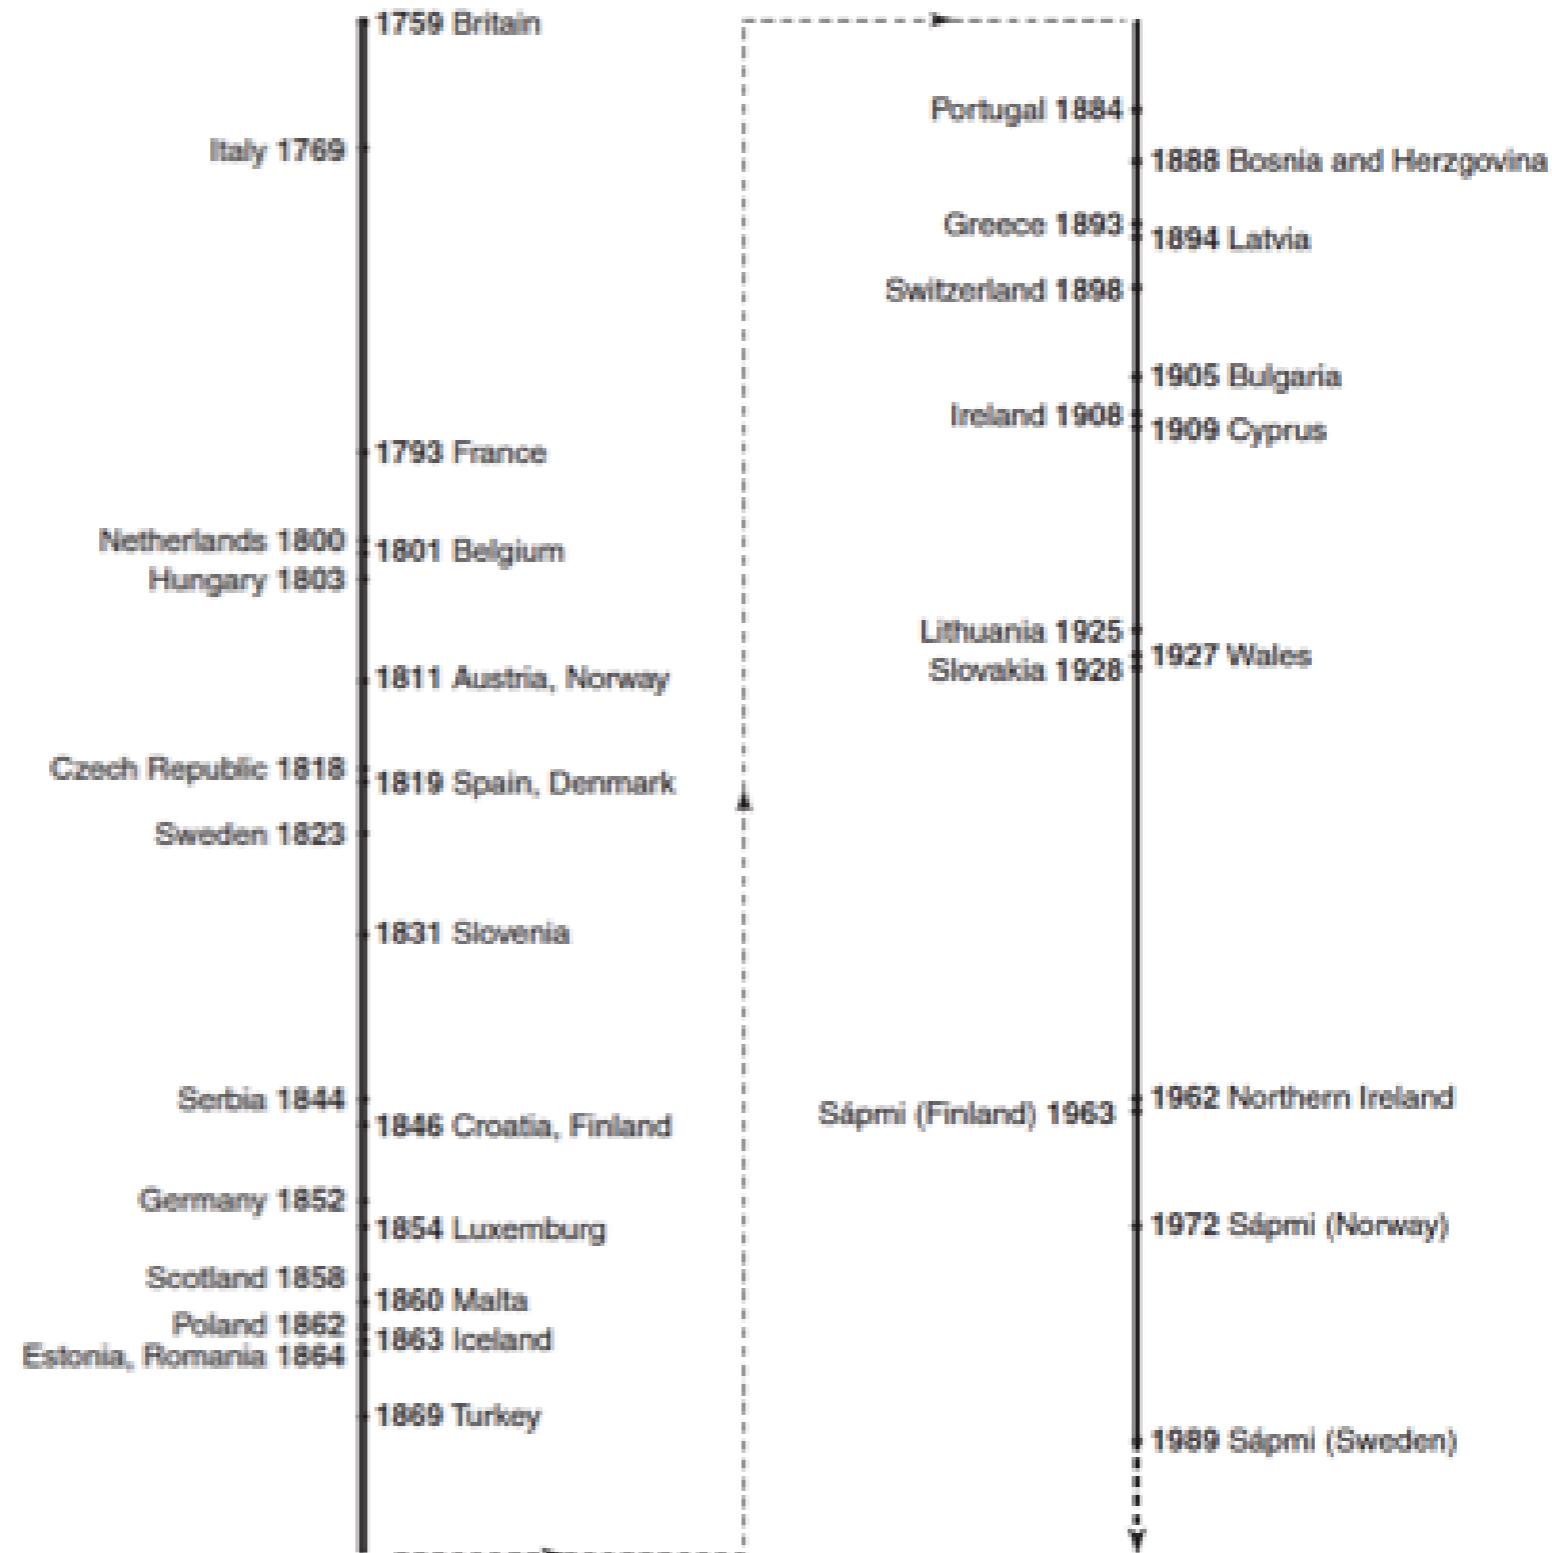 1759 Britain
Italy 1769
1793 France
Netherlands 1800
1801 Belgium
Hungary 1803
1811 Austria, Norway
Czech Republic 1818
1819 Spain, Denmark
Sweden 1823
1831 Slovenia
Serbia 1844
1846 Croatia, Finland
Germany 1852
1854 Luxemburg
Scotland 1858
1860 Malta
Poland 1862
1863 Iceland
Estonia, Romania 1864
1869 Turkey
Portugal 1884
1888 Bosnia and Herzgovina
Greece 1893
1894 Latvia
Switzerland 1898
1905 Bulgaria
Ireland 1908
1909 Cyprus
Lithuania 1925
1927 Wales
Slovakia 1928
1962 Northern Ireland
Sápmi (Finland) 1963
1972 Sápmi (Norway)
1989 Sápmi (Sweden)